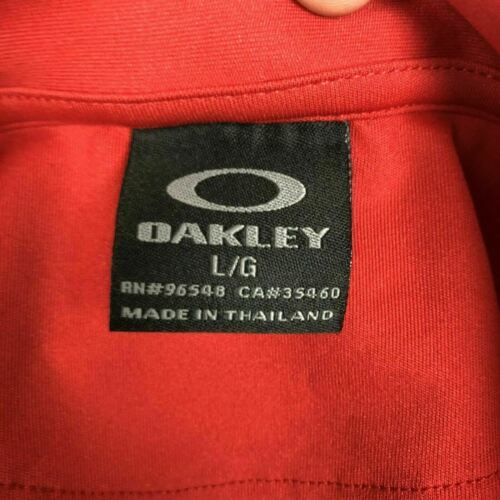 OAKLEY
L/G
RN#96548 CA#35460
MADE IN THAILAND